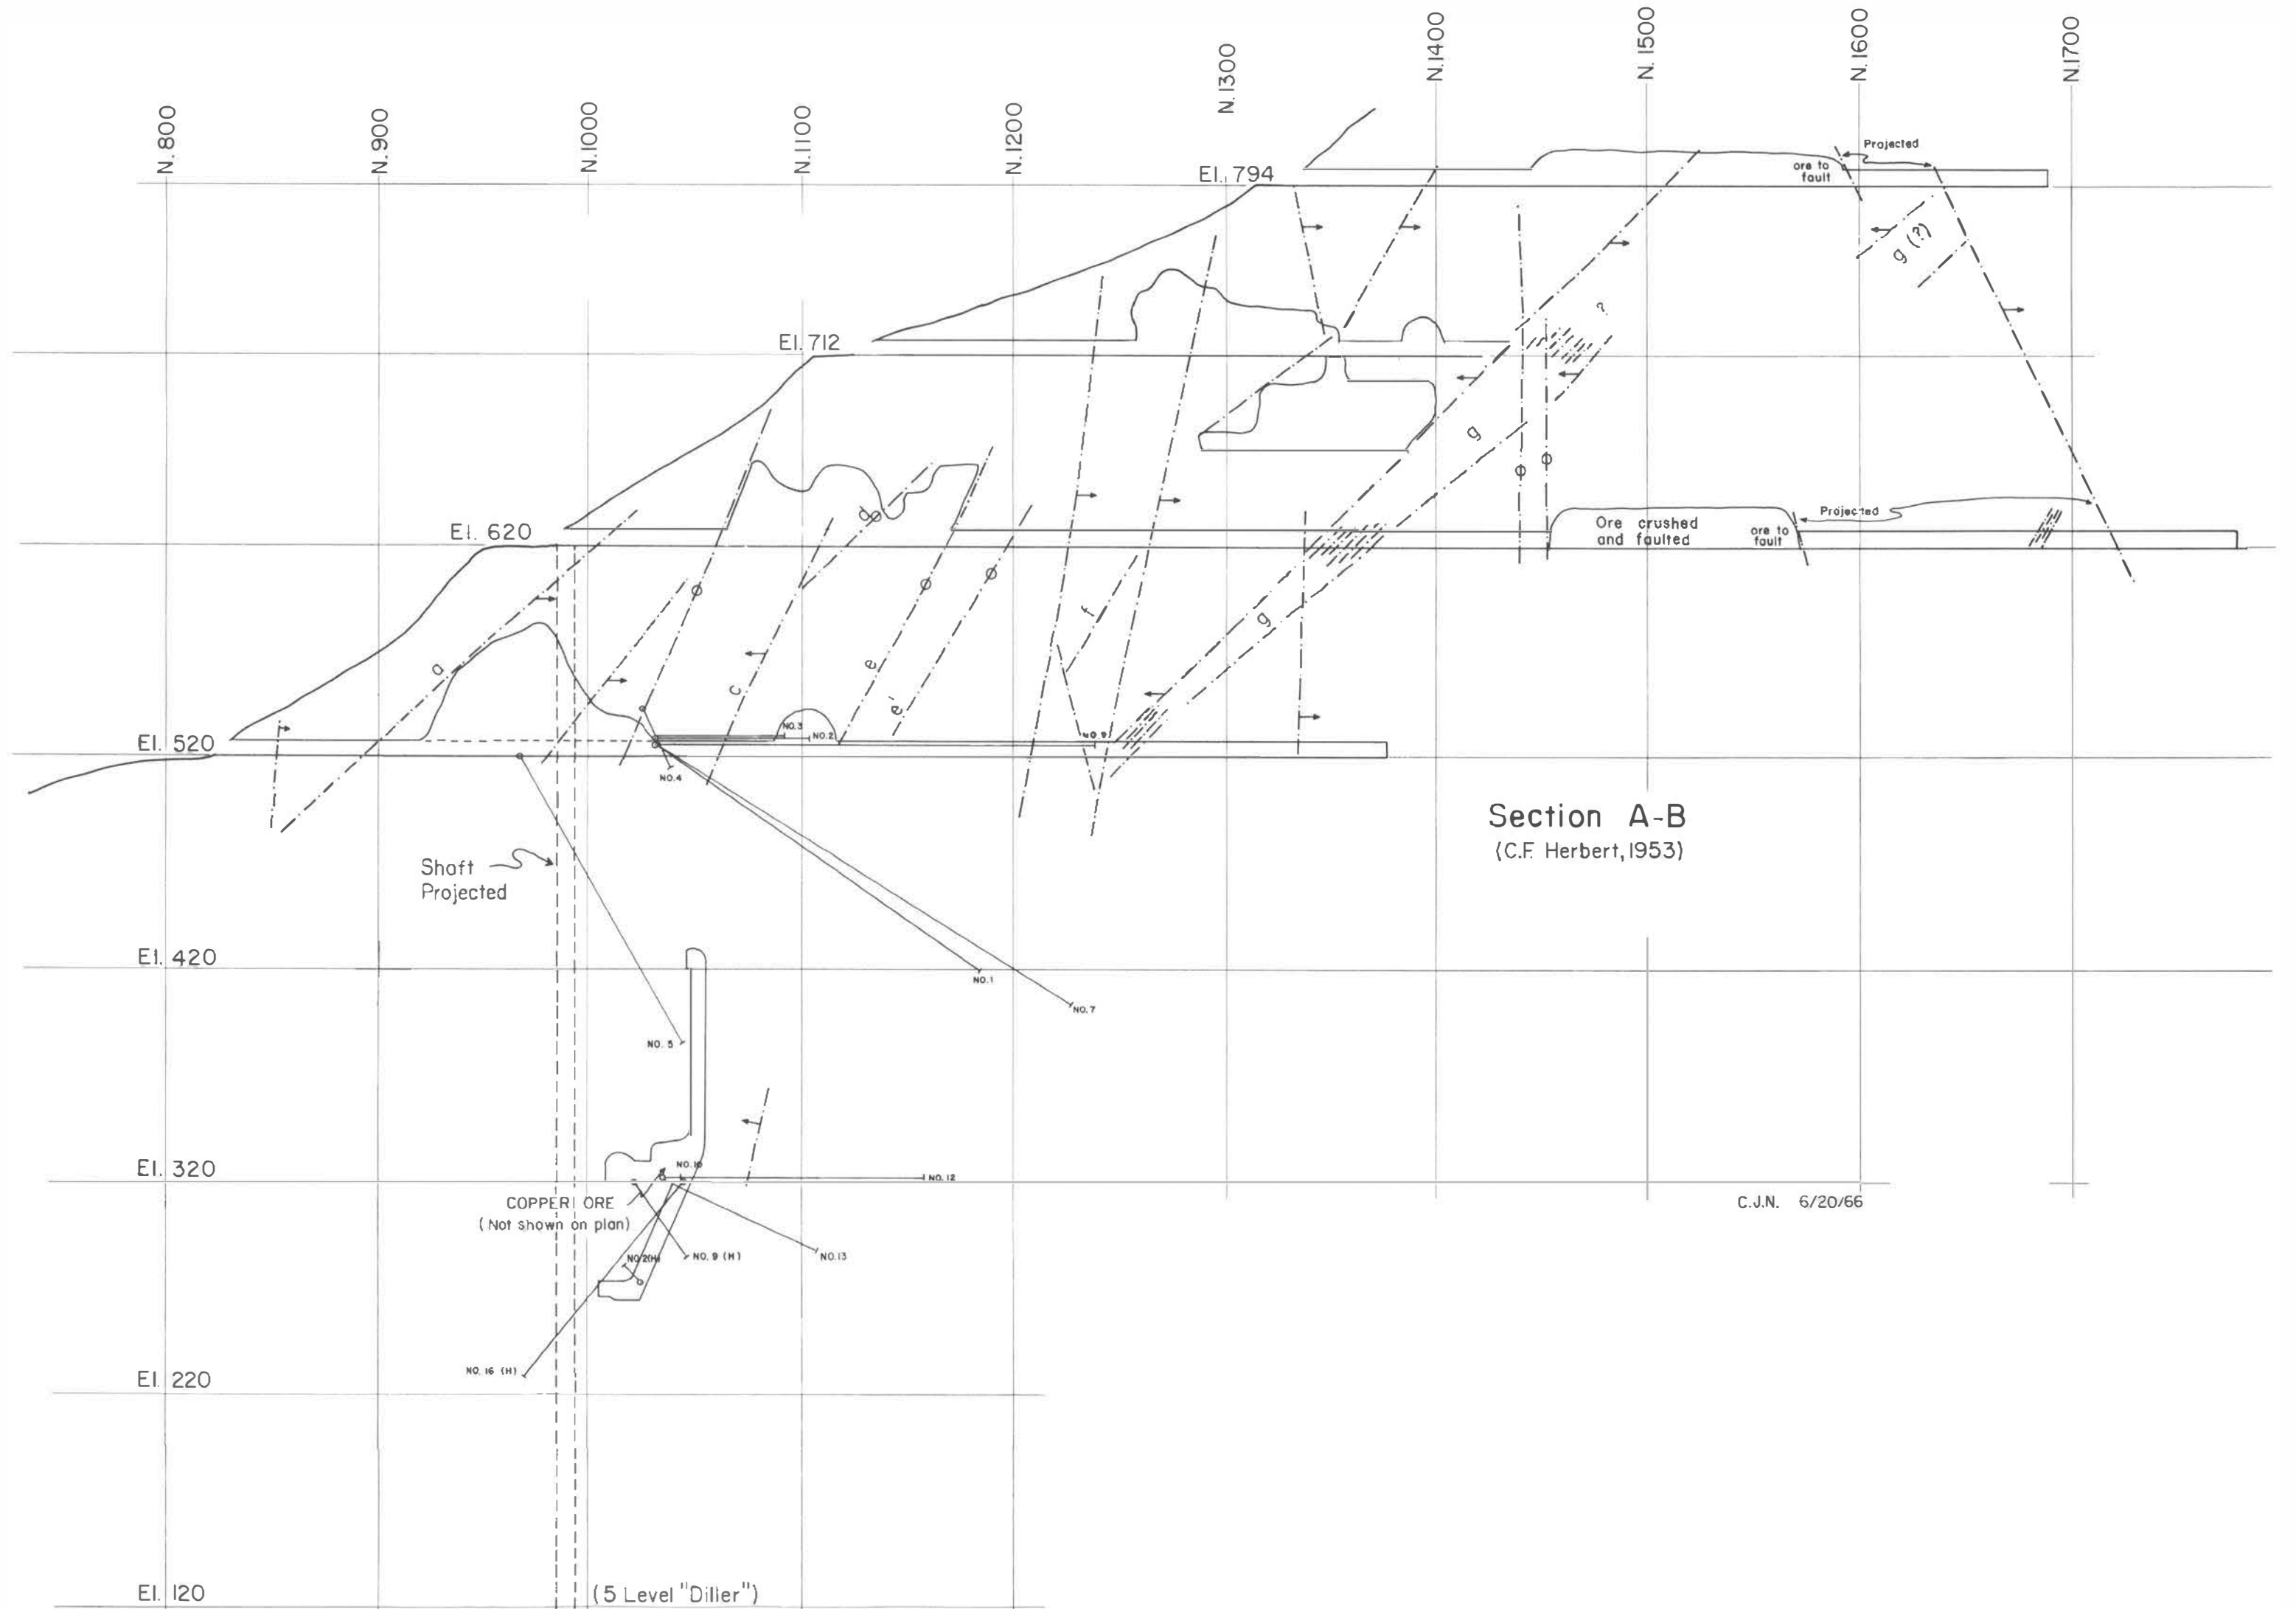 N.800
N.900
N.1000
N.1100
N.1200
N.1300
N.1400
N.1500
N.1600
N.1700
El. 794
ore to
fault
Projected
g (?)
El. 712
?
g
El. 620
d
Ore crushed
and faulted
ore to
fault
Projected
a
c
e
e'
f
g
El. 520
NO.3
NO.2
NO.9
NO.4
Section A-B
(C.F. Herbert, 1953)
Shaft
Projected
El. 420
NO.1
NO.7
NO. 5
El. 320
NO.10
NO.12
COPPER ORE
(Not shown on plan)
C.J.N. 6/20/66
NO.2(H)
NO. 9 (H)
NO.13
NO. 16 (H)
El. 220
El. 120
(5 Level "Diller")